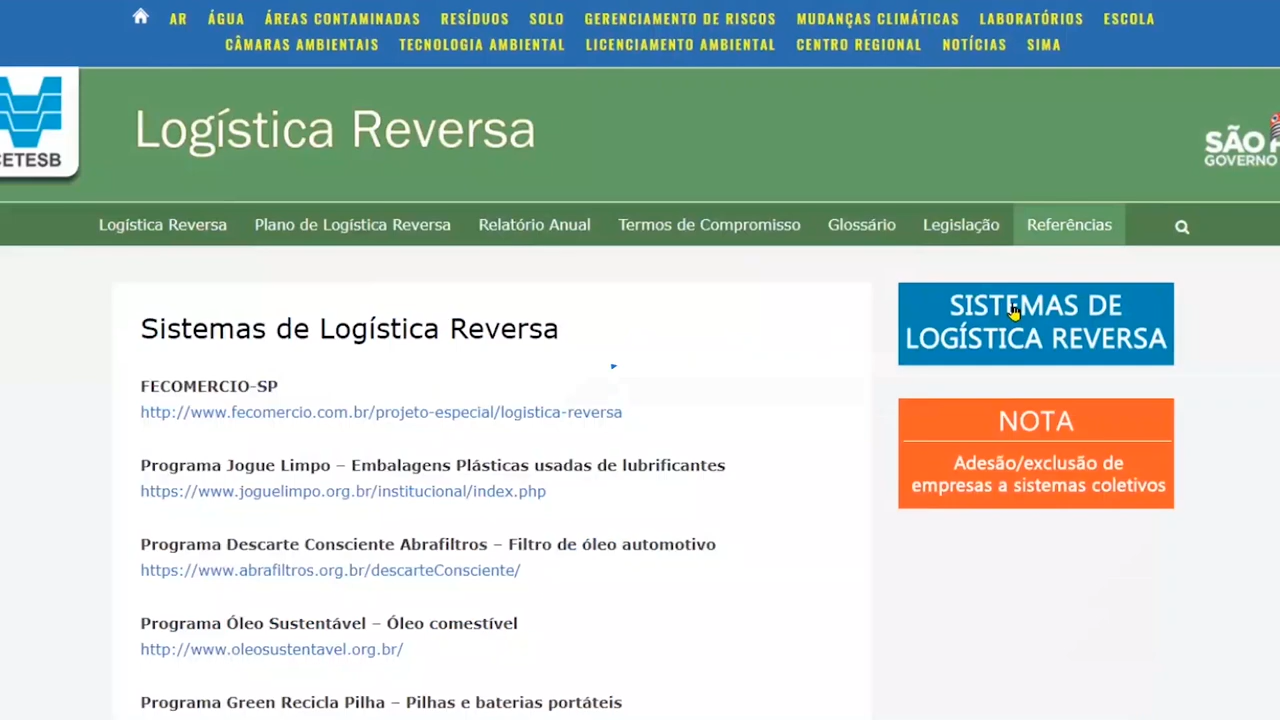 AR ÁGUA ÁREAS CONTAMINADAS RESÍDUOS SOLO GERENCIAMENTO DE RISCOS MUDANÇAS CLIMÁTICAS LABORATÓRIOS ESCOLA
CÂMARAS AMBIENTAIS TECNOLOGIA AMBIENTAL LICENCIAMENTO AMBIENTAL CENTRO REGIONAL NOTÍCIAS SIMA
CETESB
Logística Reversa
SÃO
GOVERNO
Logística Reversa Plano de Logística Reversa Relatório Anual Termos de Compromisso Glossário Legislação Referências
Sistemas de Logística Reversa
FECOMERCIO-SP
http://www.fecomercio.com.br/projeto-especial/logistica-reversa
Programa Jogue Limpo – Embalagens Plásticas usadas de lubrificantes
https://www.joguelimpo.org.br/institucional/index.php
Programa Descarte Consciente Abrafiltros – Filtro de óleo automotivo
https://www.abrafiltros.org.br/descarteConsciente/
Programa Óleo Sustentável – Óleo comestível
http://www.oleosustentavel.org.br/
Programa Green Recicla Pilha – Pilhas e baterias portáteis
SISTEMAS DE
LOGÍSTICA REVERSA
NOTA
Adesão/exclusão de
empresas a sistemas coletivos